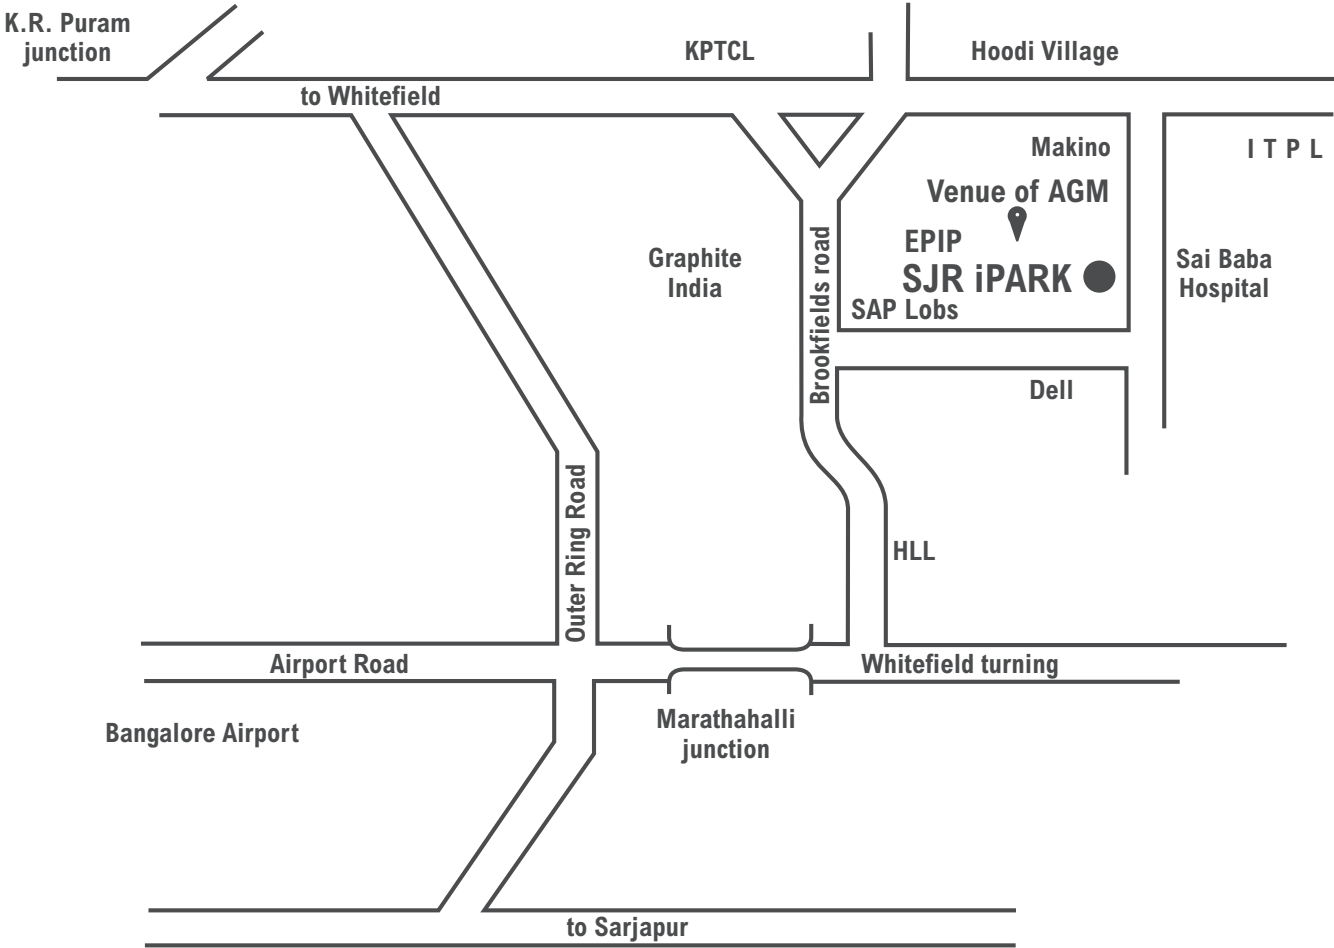 K.R. Puram
junction
KPTCL
Hoodi Village
to Whitefield
Makino
I T P L
Venue of AGM
EPIP
SJR iPARK
SAP Lobs
Graphite
India
Brookfields road
Sai Baba
Hospital
Dell
Outer Ring Road
HLL
Airport Road
Whitefield turning
Bangalore Airport
Marathahalli
junction
to Sarjapur